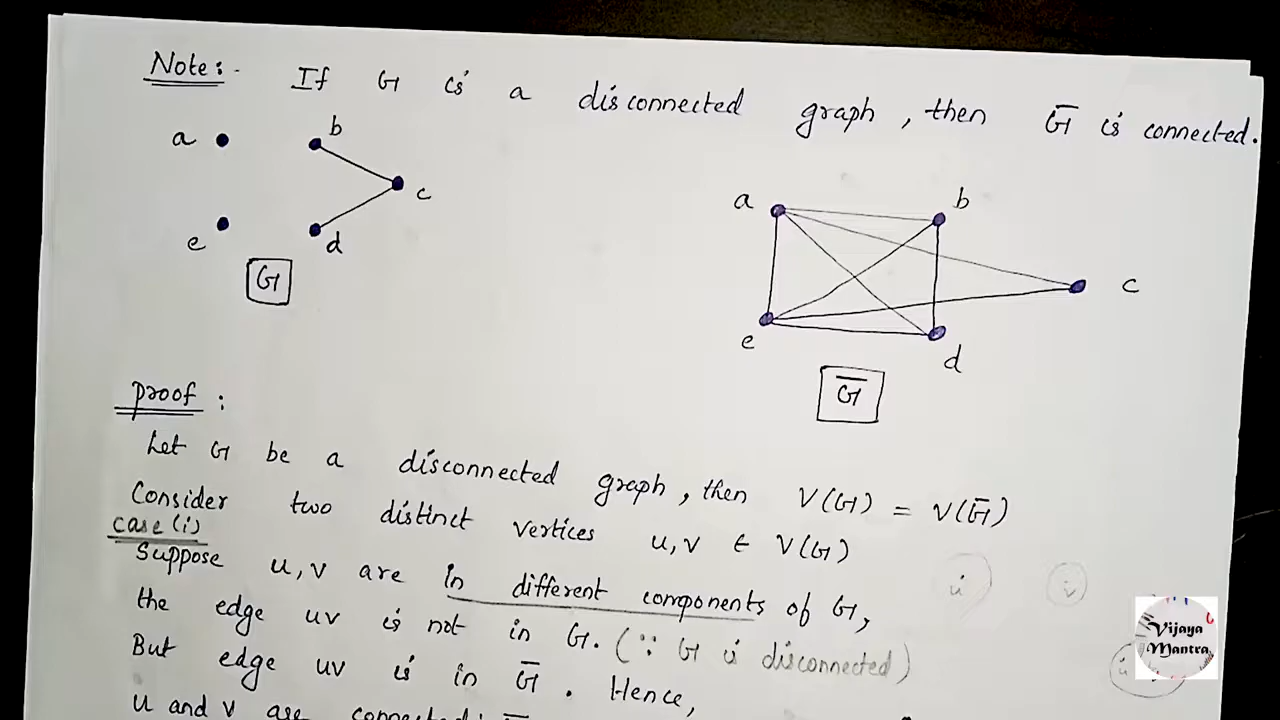 Note:- If G is a disconnected graph, then G̅ is connected.
a
b
c
e
d
G
a
b
c
e
d
G̅
Proof :
Let G be a disconnected graph, then V(G) = V(G̅)
Consider two distinct vertices u, v ∈ V(G)
case(i)
Suppose u, v are in different components of G,
u
v
the edge uv is not in G. (∵ G is disconnected)
But edge uv is in G̅. Hence,
u and v are connected
Vijaya
Mantra
u